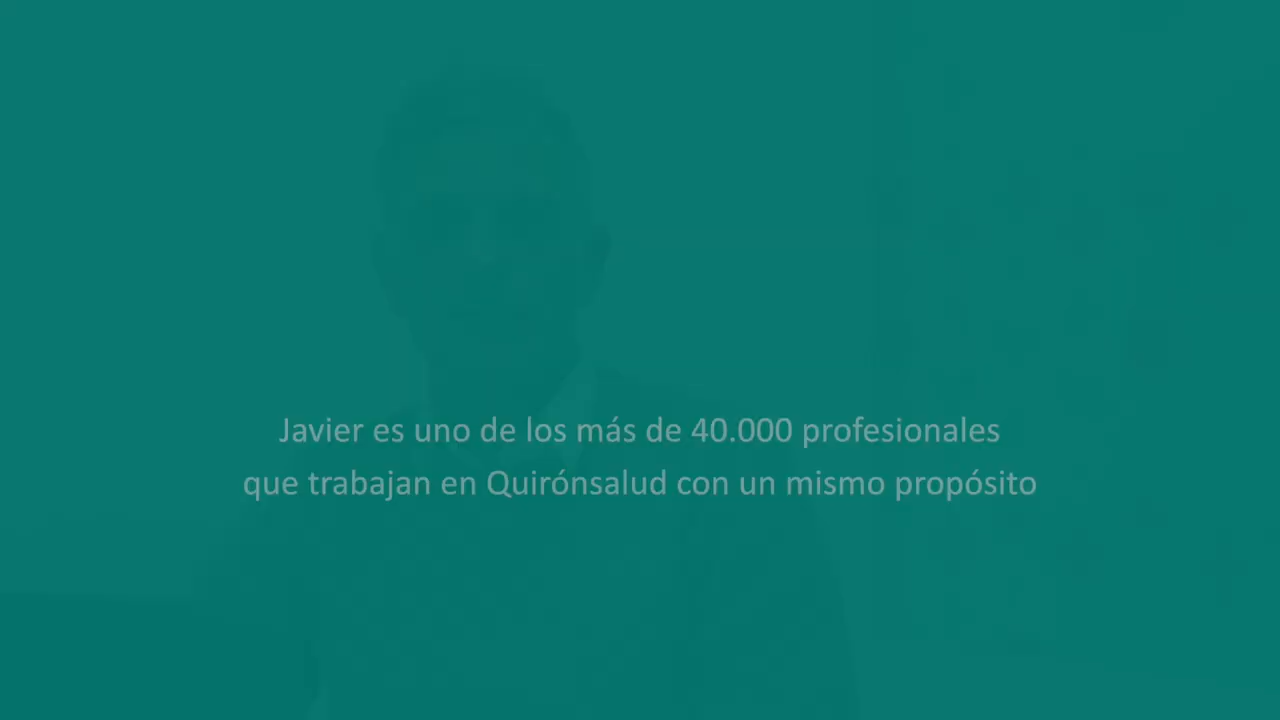 Javier es uno de los más de 40.000 profesionales
que trabajan en Quirónsalud con un mismo propósito